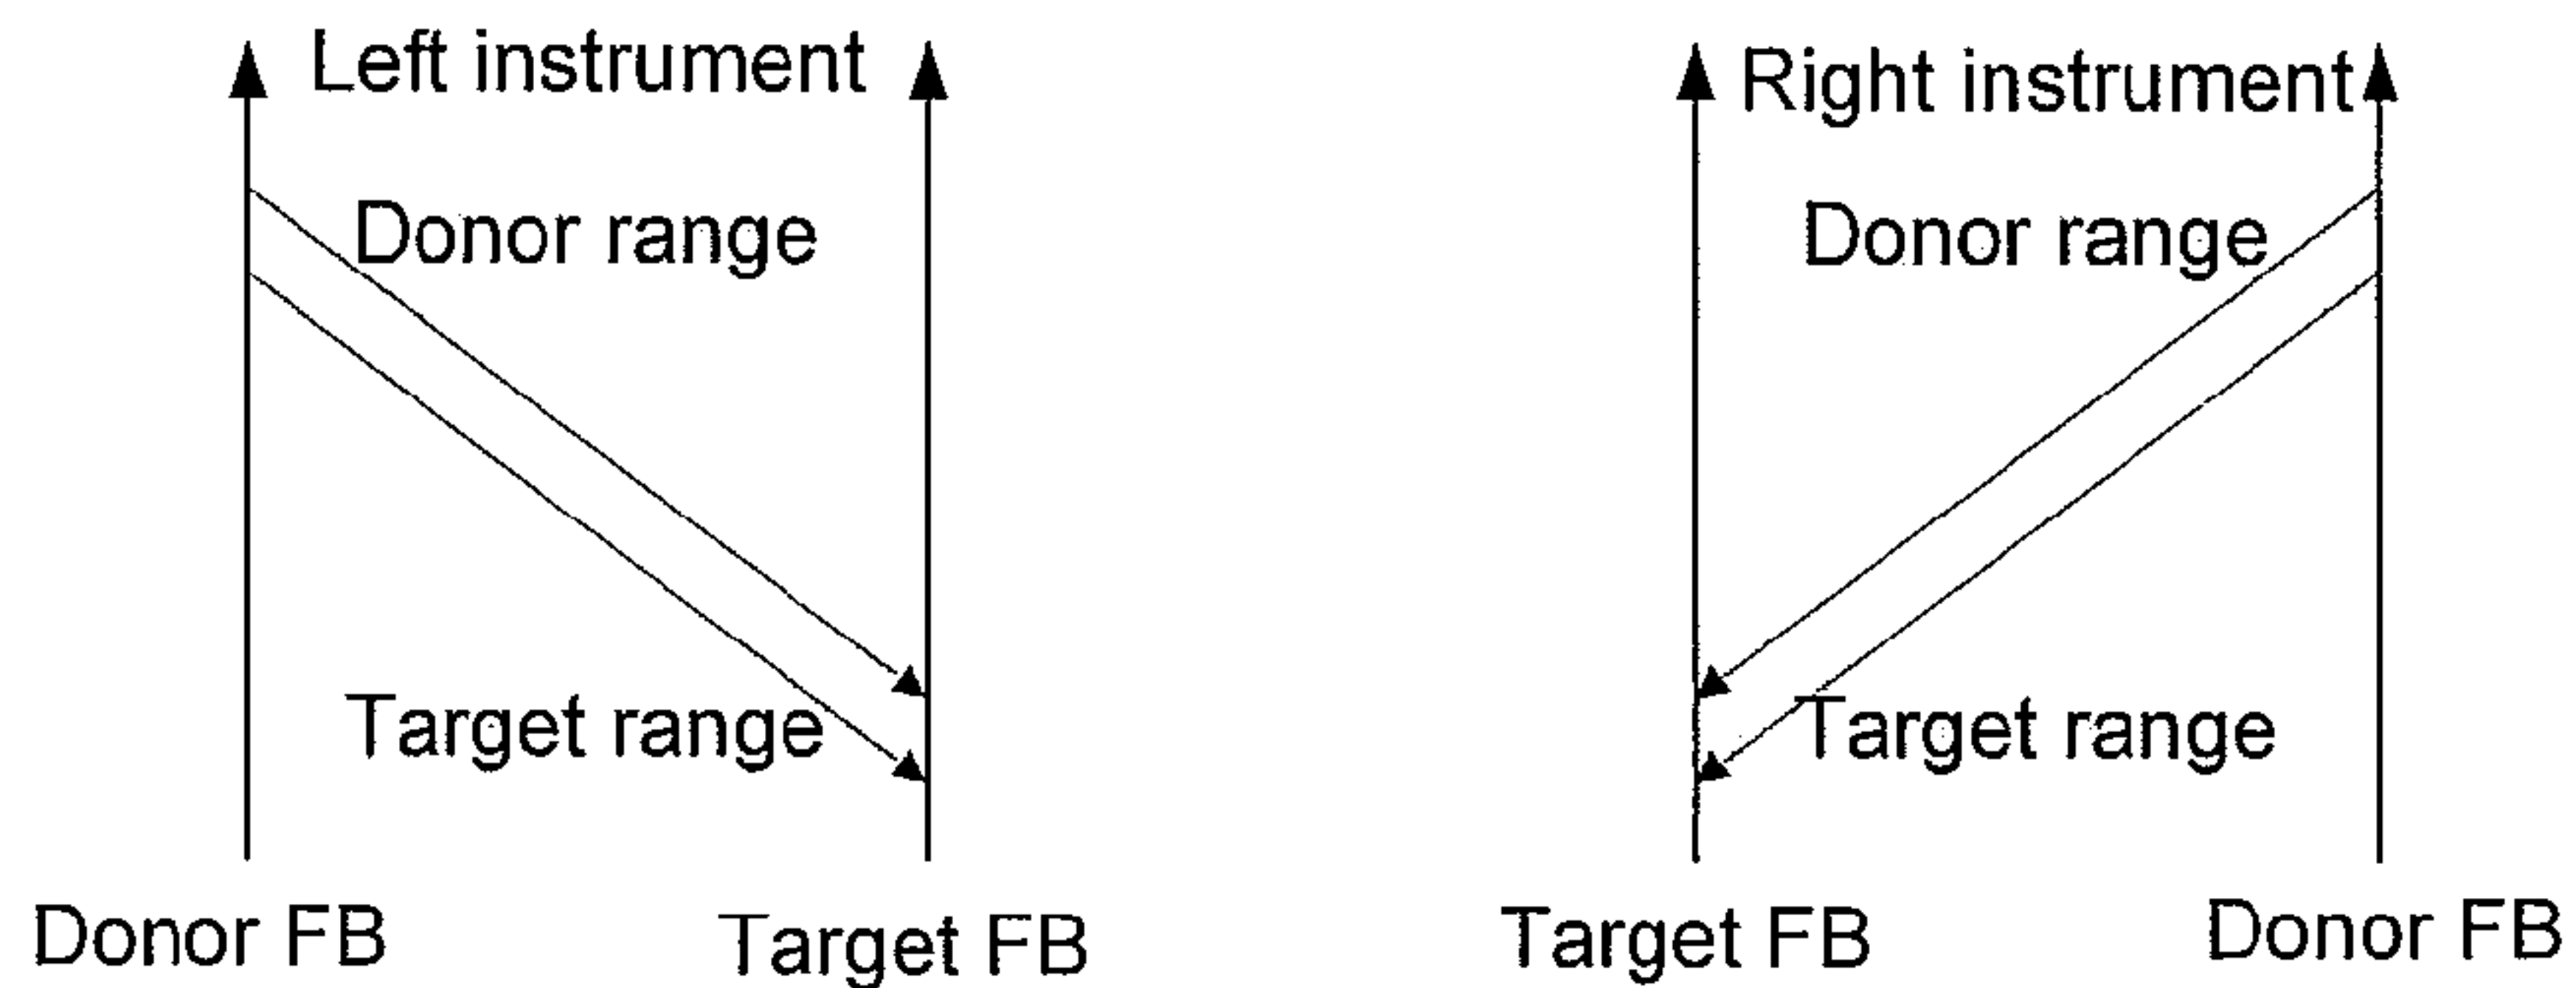 Left instrument
Donor range
Target range
Donor FB
Target FB
Right instrument
Donor range
Target range
Target FB
Donor FB